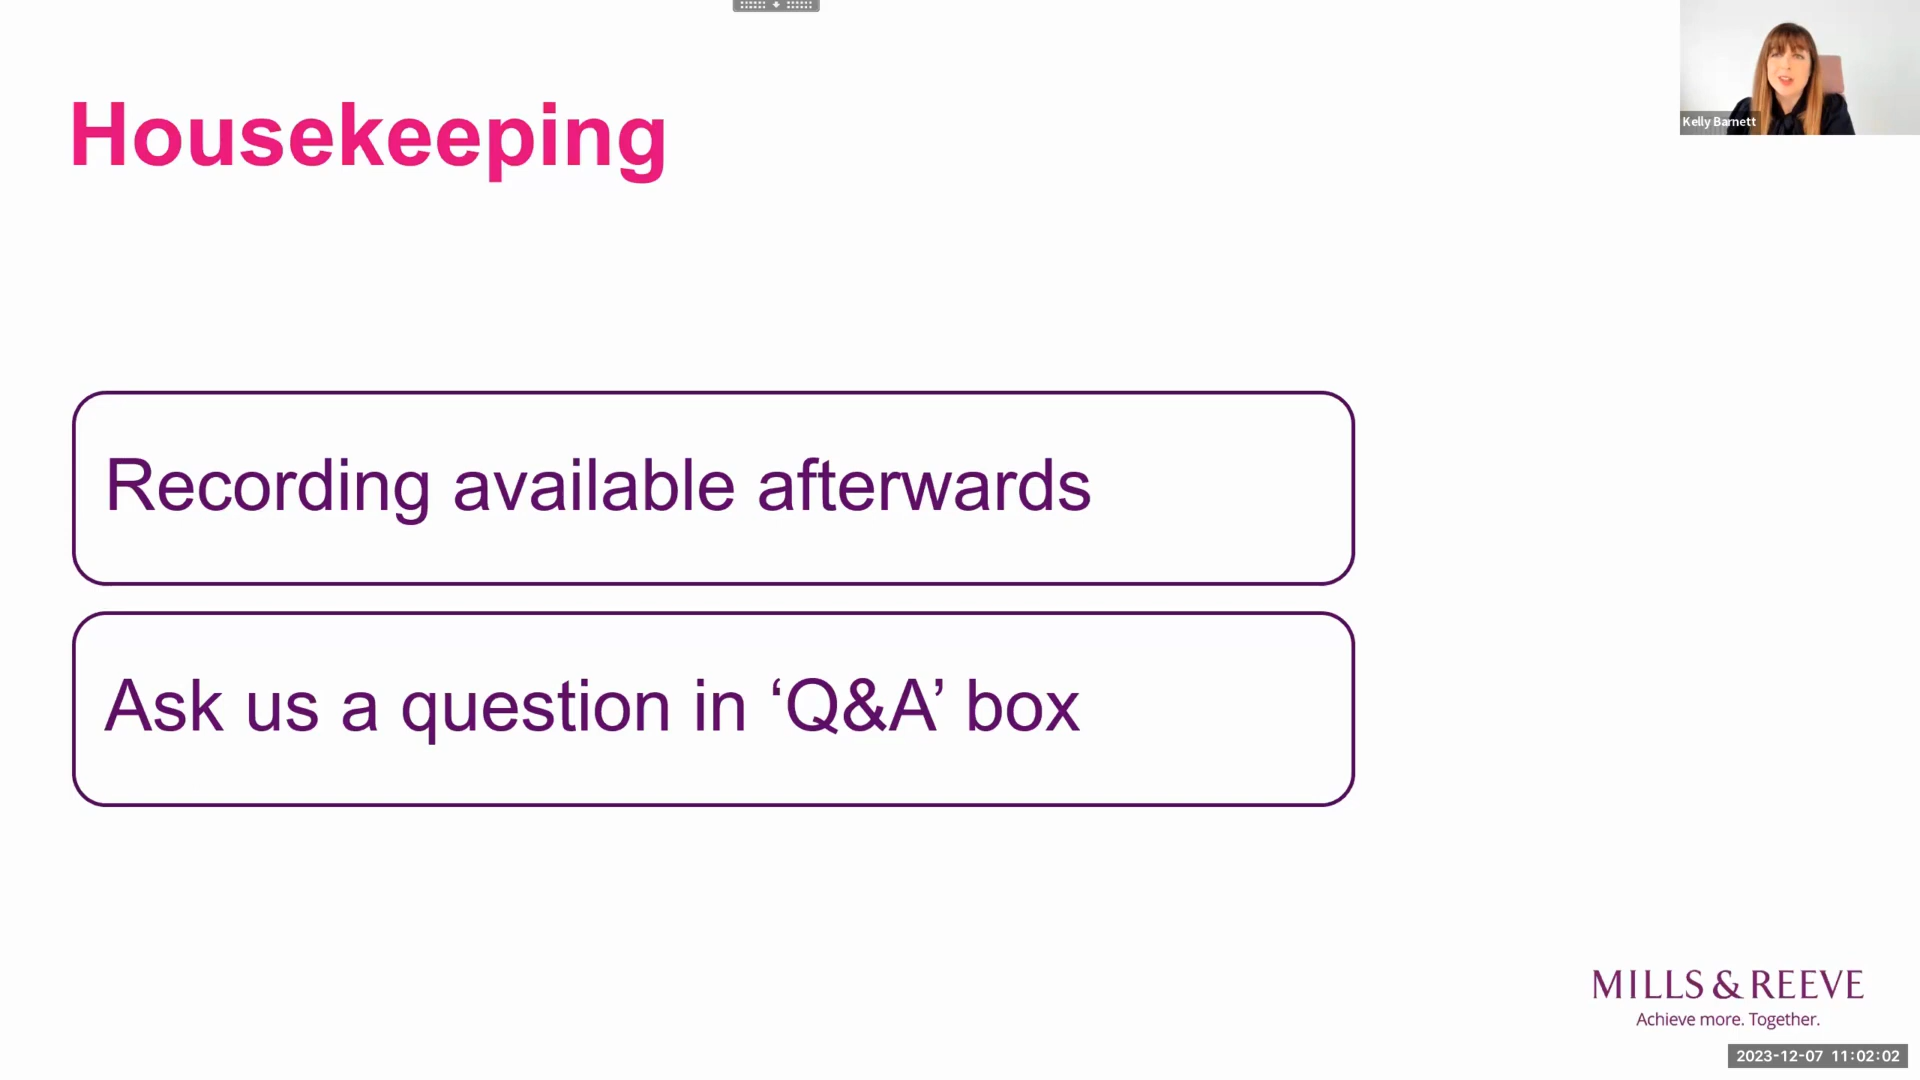 Housekeeping
Kelly Barnett
Recording available afterwards
Ask us a question in ‘Q&A’ box
MILLS & REEVE
Achieve more. Together.
2023-12-07 11:02:02